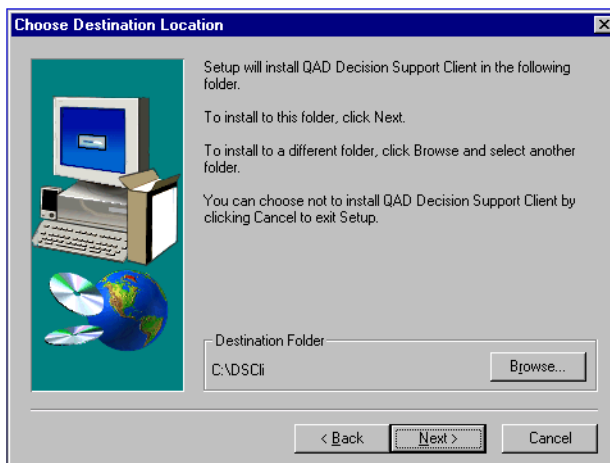 Choose Destination Location
Setup will install QAD Decision Support Client in the following
folder.
To install to this folder, click Next.
To install to a different folder, click Browse and select another
folder.
You can choose not to install QAD Decision Support Client by
clicking Cancel to exit Setup.
Destination Folder
C:\DSCli
Browse...
< Back
Next >
Cancel